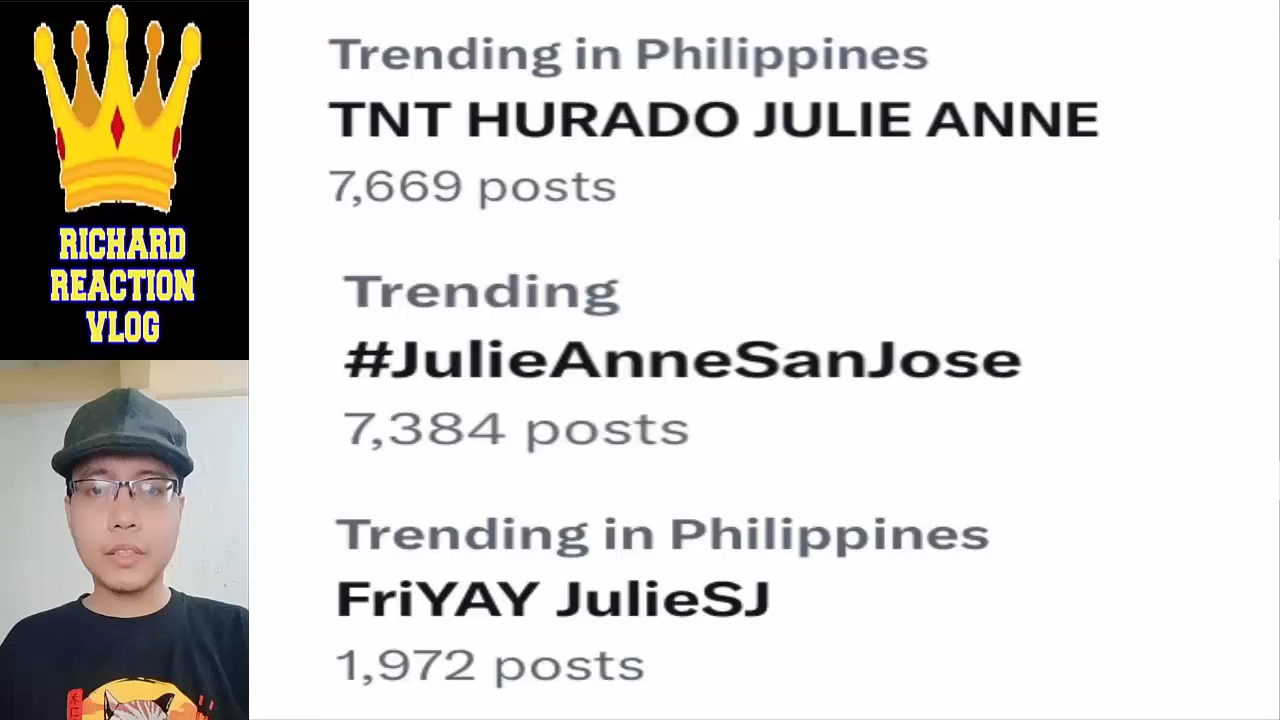 RICHARD
REACTION
VLOG
Trending in Philippines
TNT HURADO JULIE ANNE
7,669 posts
Trending
#JulieAnneSanJose
7,384 posts
Trending in Philippines
FriYAY JulieSJ
1,972 posts